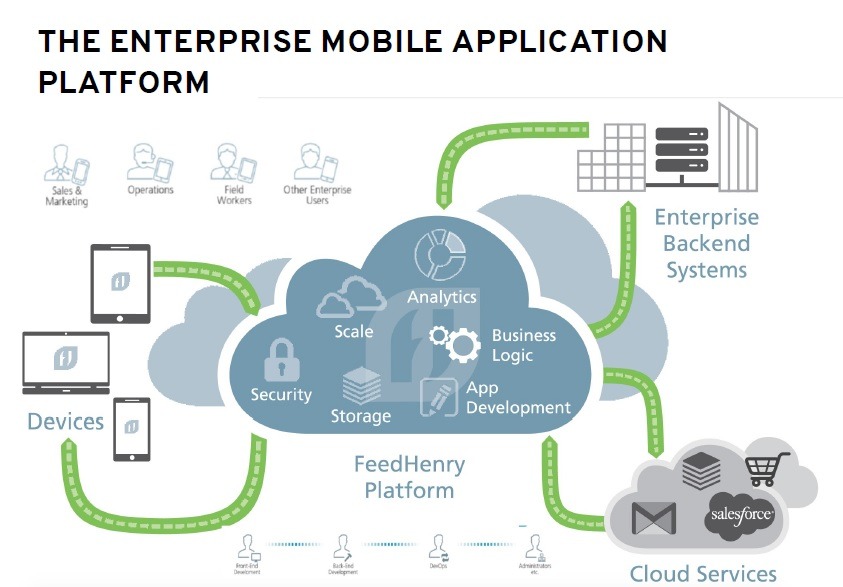 THE ENTERPRISE MOBILE APPLICATION
PLATFORM
Sales &
Marketing
Operations
Field
Workers
Other Enterprise
Users
Enterprise
Backend
Systems
Analytics
Scale
Business
Logic
Security
Storage
App
Development
Devices
FeedHenry
Platform
salesforce
Cloud Services
Front-End
Development
Back-End
Development
DevOps
Administrators
etc.